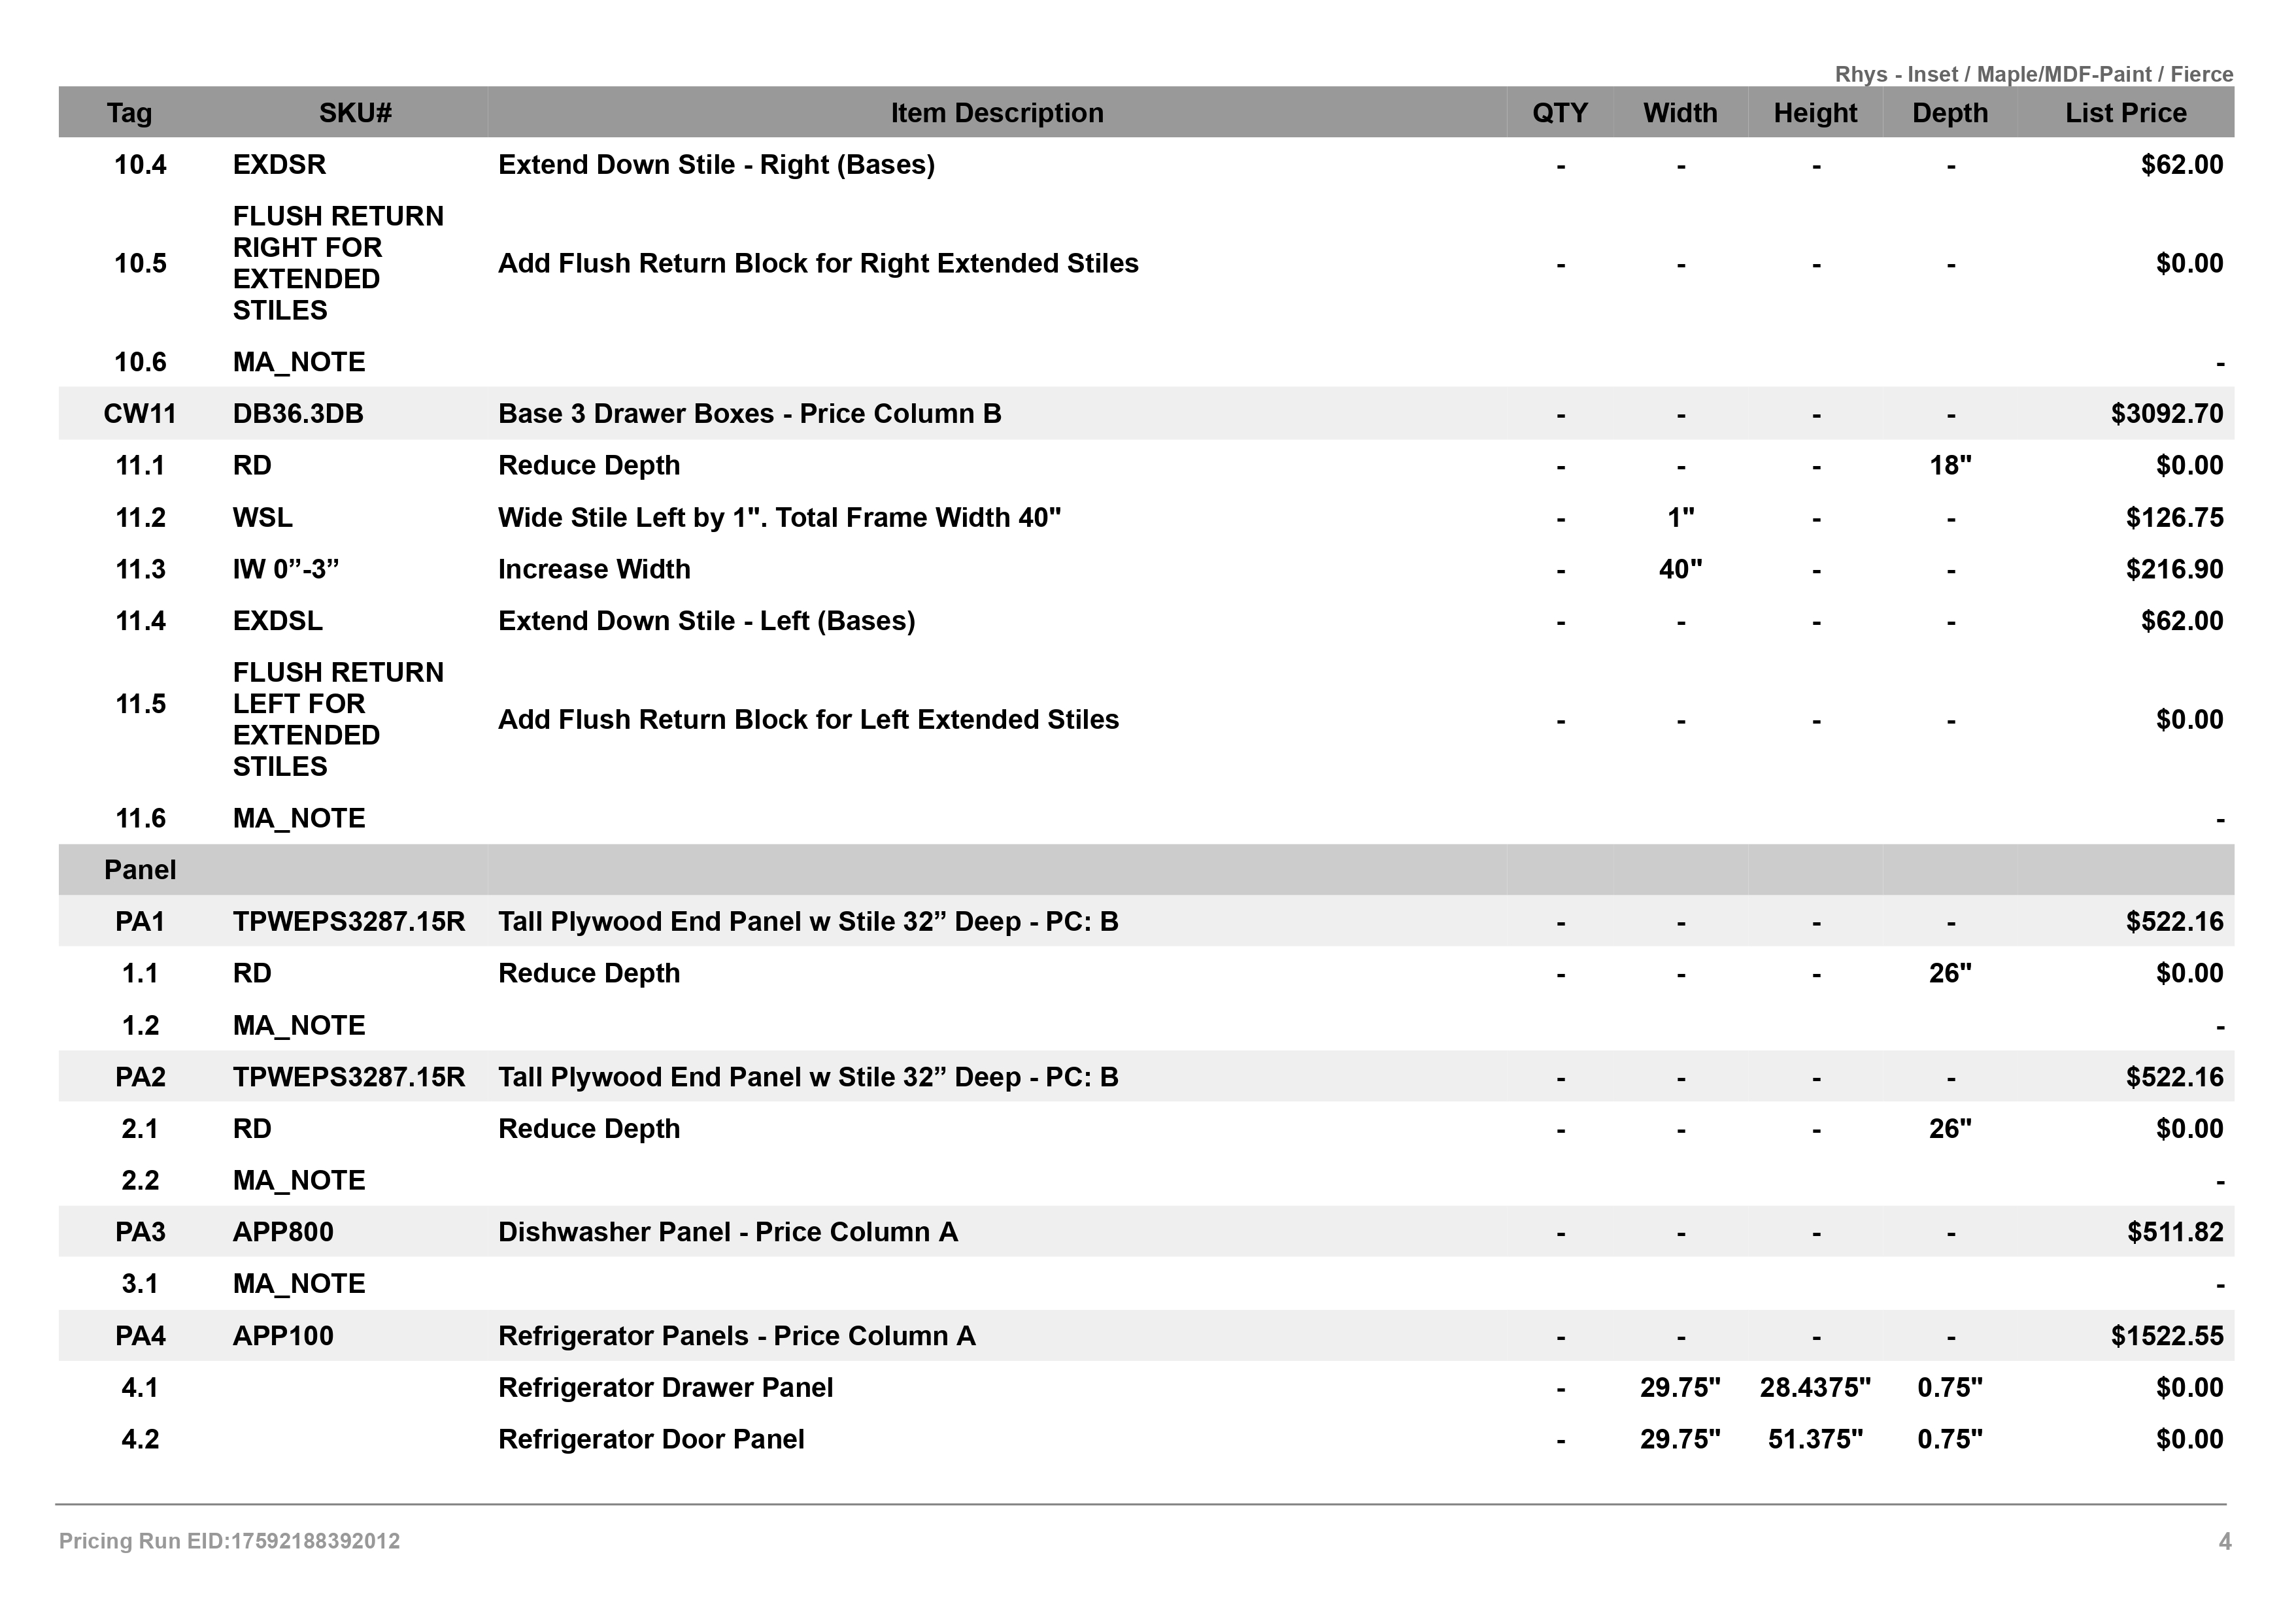 Rhys - Inset / Maple/MDF-Paint / Fierce
Tag SKU# Item Description QTY Width Height Depth List Price
10.4 EXDSR Extend Down Stile - Right (Bases) - - - - $62.00
FLUSH RETURN
RIGHT FOR
10.5 Add Flush Return Block for Right Extended Stiles - - - - $0.00
EXTENDED
STILES
10.6 MA_NOTE -
CW11 DB36.3DB Base 3 Drawer Boxes - Price Column B - - - - $3092.70
11.1 RD Reduce Depth - - - 18" $0.00
11.2 WSL Wide Stile Left by 1". Total Frame Width 40" - 1" - - $126.75
11.3 IW 0”-3” Increase Width - 40" - - $216.90
11.4 EXDSL Extend Down Stile - Left (Bases) - - - - $62.00
FLUSH RETURN
11.5 LEFT FOR
Add Flush Return Block for Left Extended Stiles - - - - $0.00
EXTENDED
STILES
11.6 MA_NOTE -
Panel
PA1 TPWEPS3287.15R Tall Plywood End Panel w Stile 32” Deep - PC: B - - - - $522.16
1.1 RD Reduce Depth - - - 26" $0.00
1.2 MA_NOTE -
PA2 TPWEPS3287.15R Tall Plywood End Panel w Stile 32” Deep - PC: B - - - - $522.16
2.1 RD Reduce Depth - - - 26" $0.00
2.2 MA_NOTE -
PA3 APP800 Dishwasher Panel - Price Column A - - - - $511.82
3.1 MA_NOTE -
PA4 APP100 Refrigerator Panels - Price Column A - - - - $1522.55
4.1 Refrigerator Drawer Panel - 29.75" 28.4375" 0.75" $0.00
4.2 Refrigerator Door Panel - 29.75" 51.375" 0.75" $0.00
Pricing Run EID:17592188392012 4